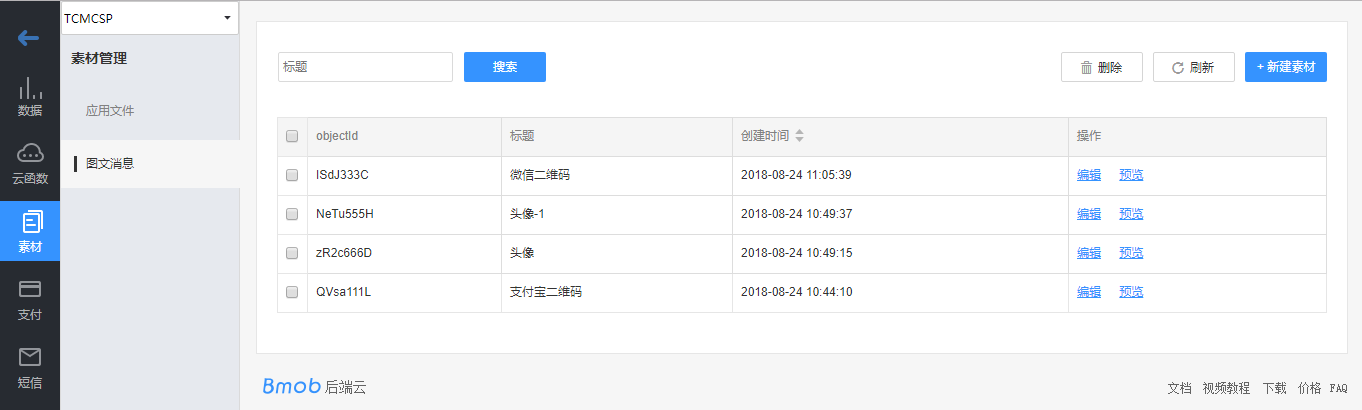 TCMCSP
素材管理
数据
应用文件
云函数
图文消息
素材
支付
短信
标题 搜索 删除 刷新 + 新建素材
objectId 标题 创建时间 操作
ISdJ333C 微信二维码 2018-08-24 11:05:39 编辑 预览
NeTu555H 头像-1 2018-08-24 10:49:37 编辑 预览
zR2c666D 头像 2018-08-24 10:49:15 编辑 预览
QVsa111L 支付宝二维码 2018-08-24 10:44:10 编辑 预览
Bmob 后端云 文档 视频教程 下载 价格 FAQ